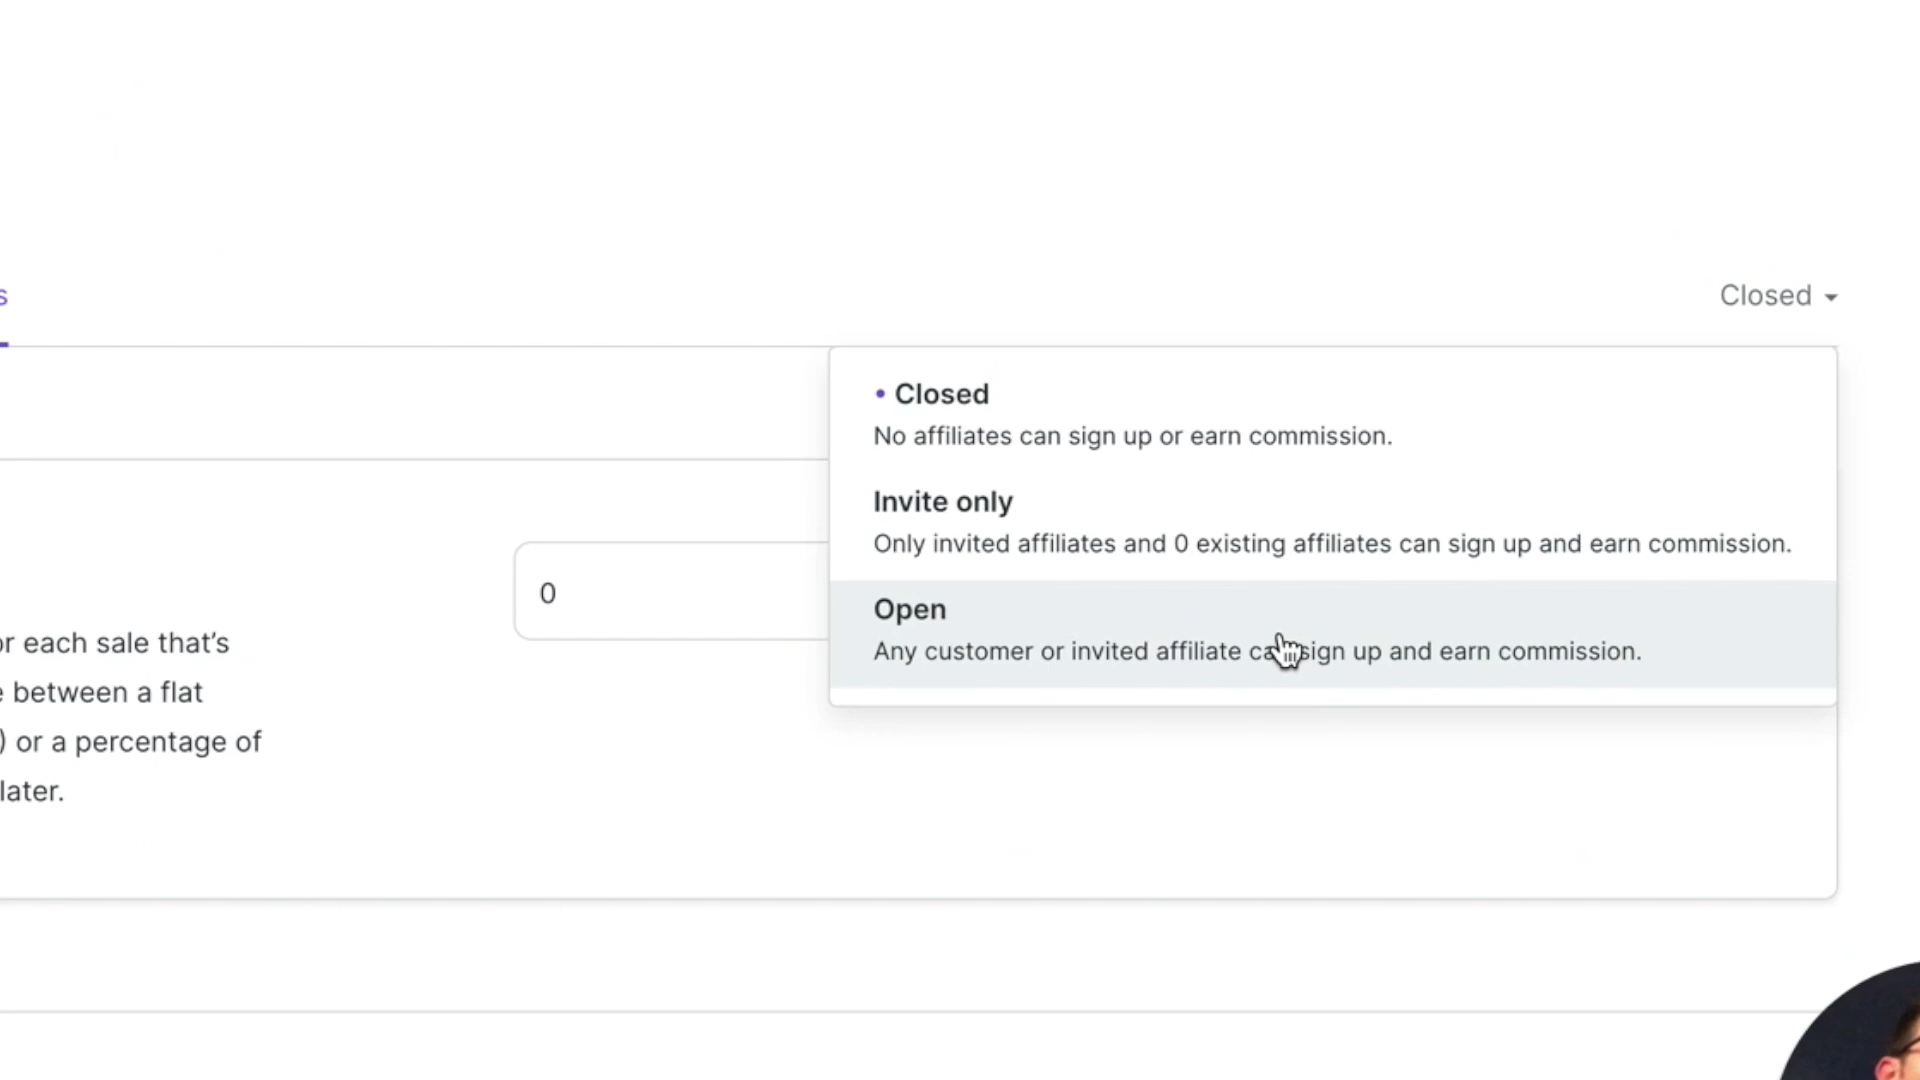 s
Closed
• Closed
No affiliates can sign up or earn commission.
Invite only
Only invited affiliates and 0 existing affiliates can sign up and earn commission.
Open
Any customer or invited affiliate can sign up and earn commission.
0
or each sale that’s
e between a flat
) or a percentage of
later.